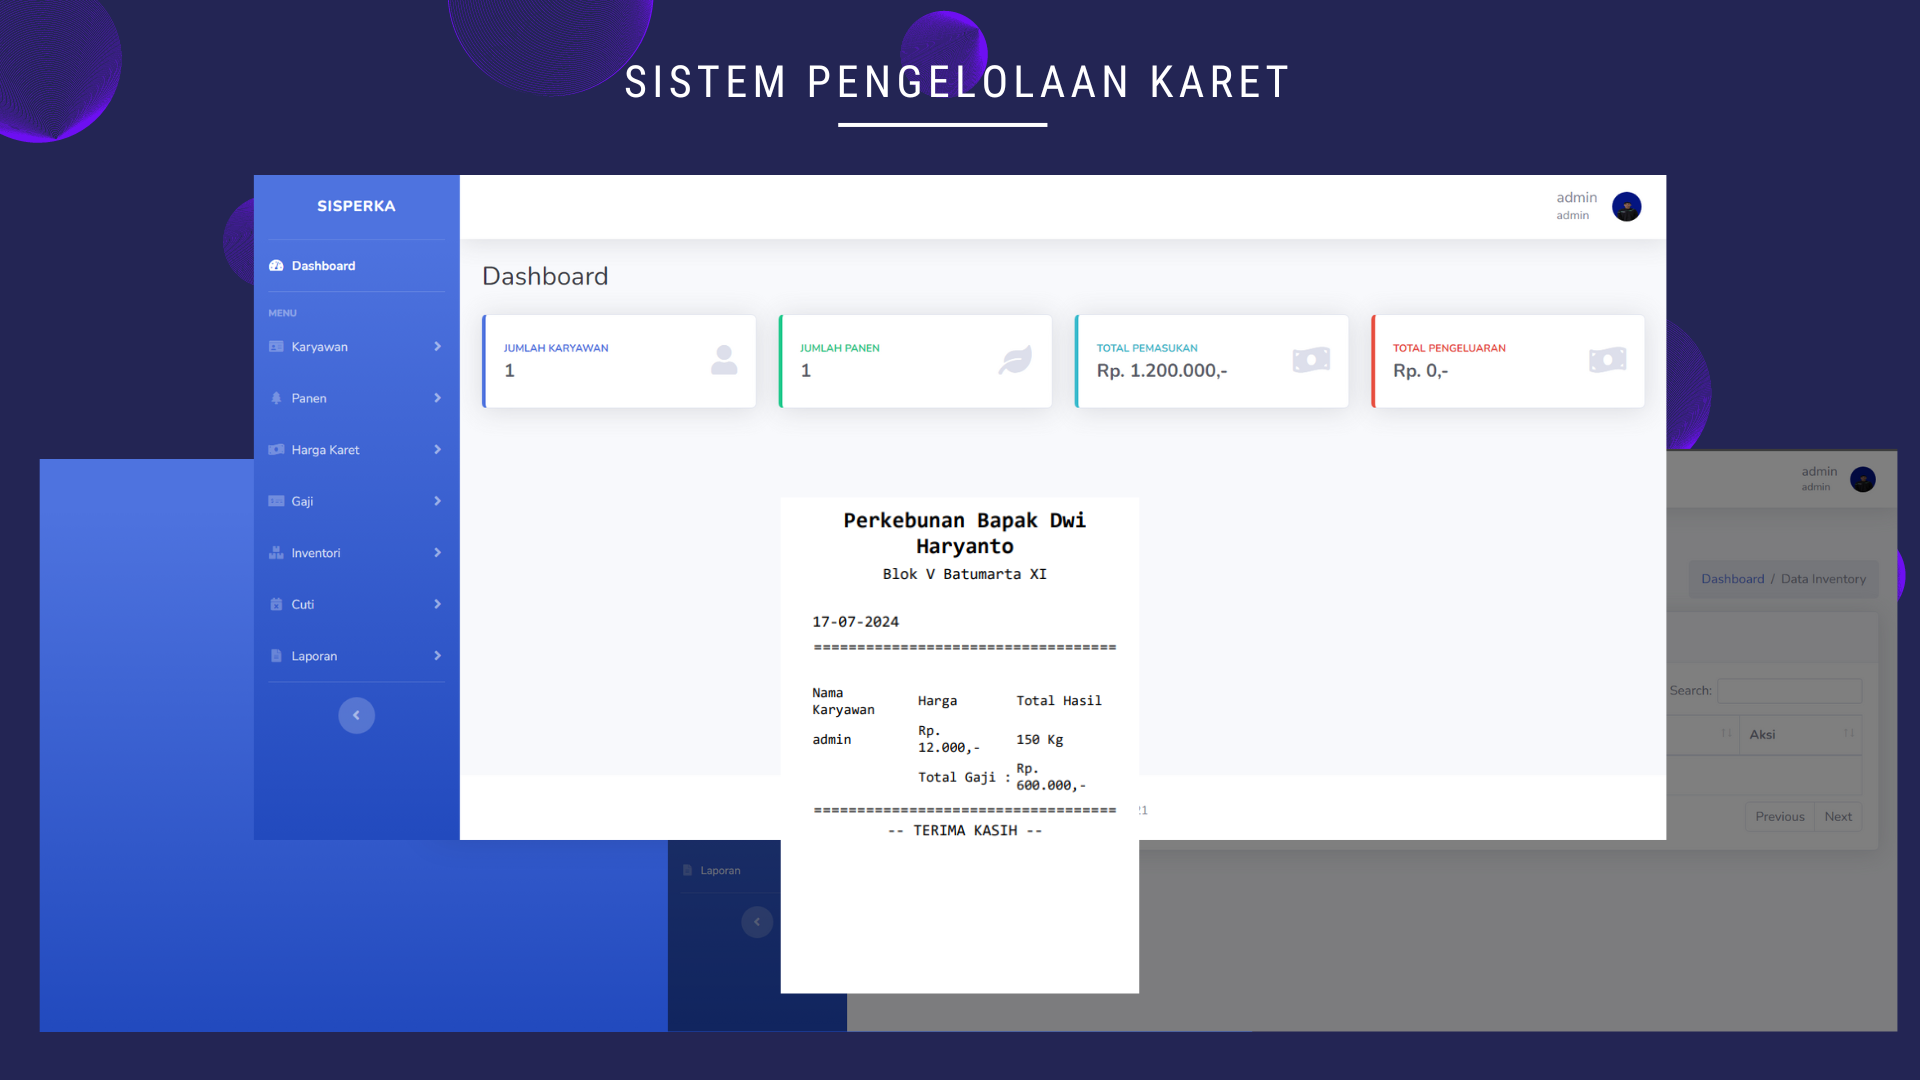 SISTEM PENGELOLAAN KARET
SISPERKA
Dashboard
MENU
Karyawan
Panen
Harga Karet
Gaji
Inventori
Cuti
Laporan
admin
admin
Dashboard
JUMLAH KARYAWAN
1
JUMLAH PANEN
1
TOTAL PEMASUKAN
Rp. 1.200.000,-
TOTAL PENGELUARAN
Rp. 0,-
Perkebunan Bapak Dwi
Haryanto
Blok V Batumarta XI
17-07-2024
===================================
Nama
Karyawan
Harga
Total Hasil
admin
Rp.
12.000,-
150 Kg
Total Gaji :
Rp.
600.000,-
===================================
-- TERIMA KASIH --
21
admin
admin
Dashboard / Data Inventory
Search:
Aksi
Previous
Next
Laporan